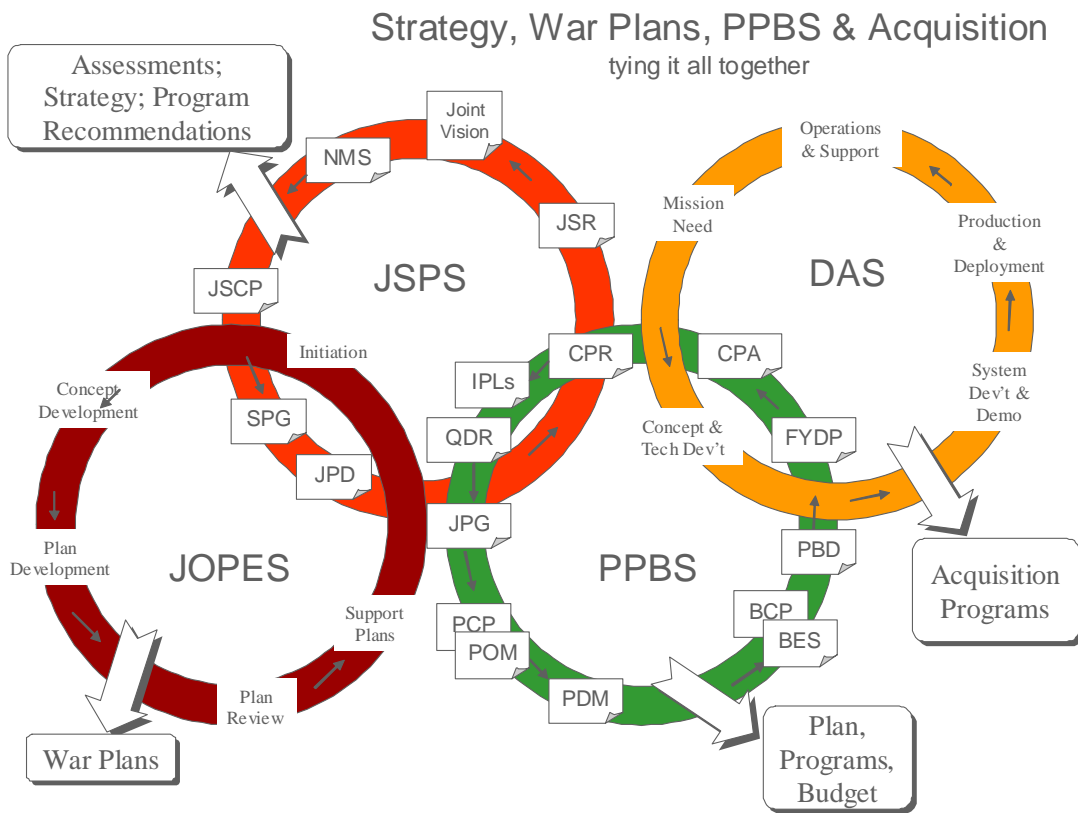 Strategy, War Plans, PPBS & Acquisition
tying it all together
Assessments;
Strategy; Program
Recommendations
Joint
Vision
NMS
JSR
JSCP
JSPS
SPG
JPD
CPR
Operations
& Support
Mission
Need
Production
&
Deployment
DAS
System
Dev't &
Demo
Concept &
Tech Dev't
Acquisition
Programs
Initiation
Concept
Development
Plan
Development
JOPES
Support
Plans
Plan
Review
War Plans
IPLs
QDR
JPG
PCP
POM
PDM
PPBS
CPA
FYDP
PBD
BCP
BES
Plan,
Programs,
Budget